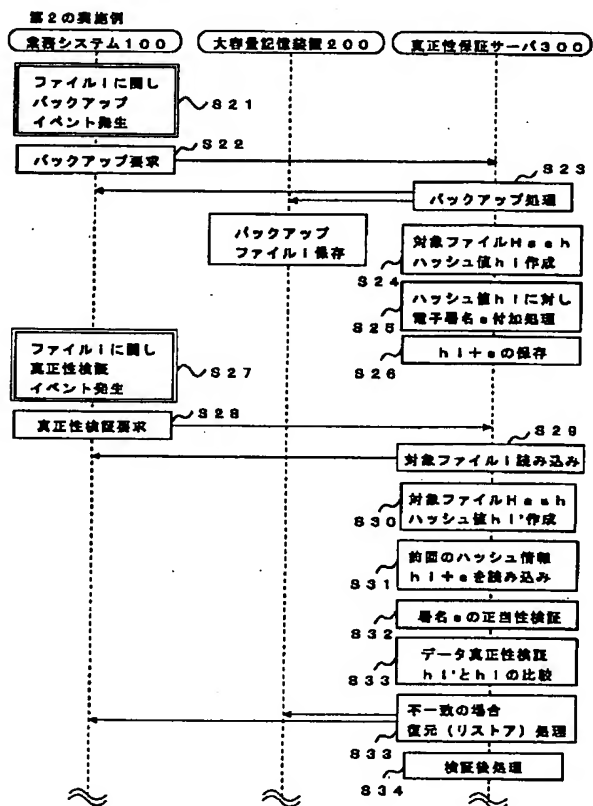 第2の実施例
業務システム100
大容量記憶装置200
真正性保証サーバ300
ファイルiに関し
バックアップ
イベント発生
S21
S22
バックアップ要求
S23
バックアップ処理
バックアップ
ファイルi保存
対象ファイルHash
ハッシュ値hi作成
S24
ハッシュ値hiに対し
電子署名s付加処理
S25
hi+sの保存
S26
ファイルiに関し
真正性検証
イベント発生
S27
S28
真正性検証要求
S29
対象ファイルi読み込み
対象ファイルHash
ハッシュ値hi'作成
S30
前回のハッシュ情報
hi+sを読み込み
S31
署名sの正当性検証
S32
データ真正性検証
hi'とhiの比較
S33
不一致の場合
復元（リストア）処理
S33
検証後処理
S34